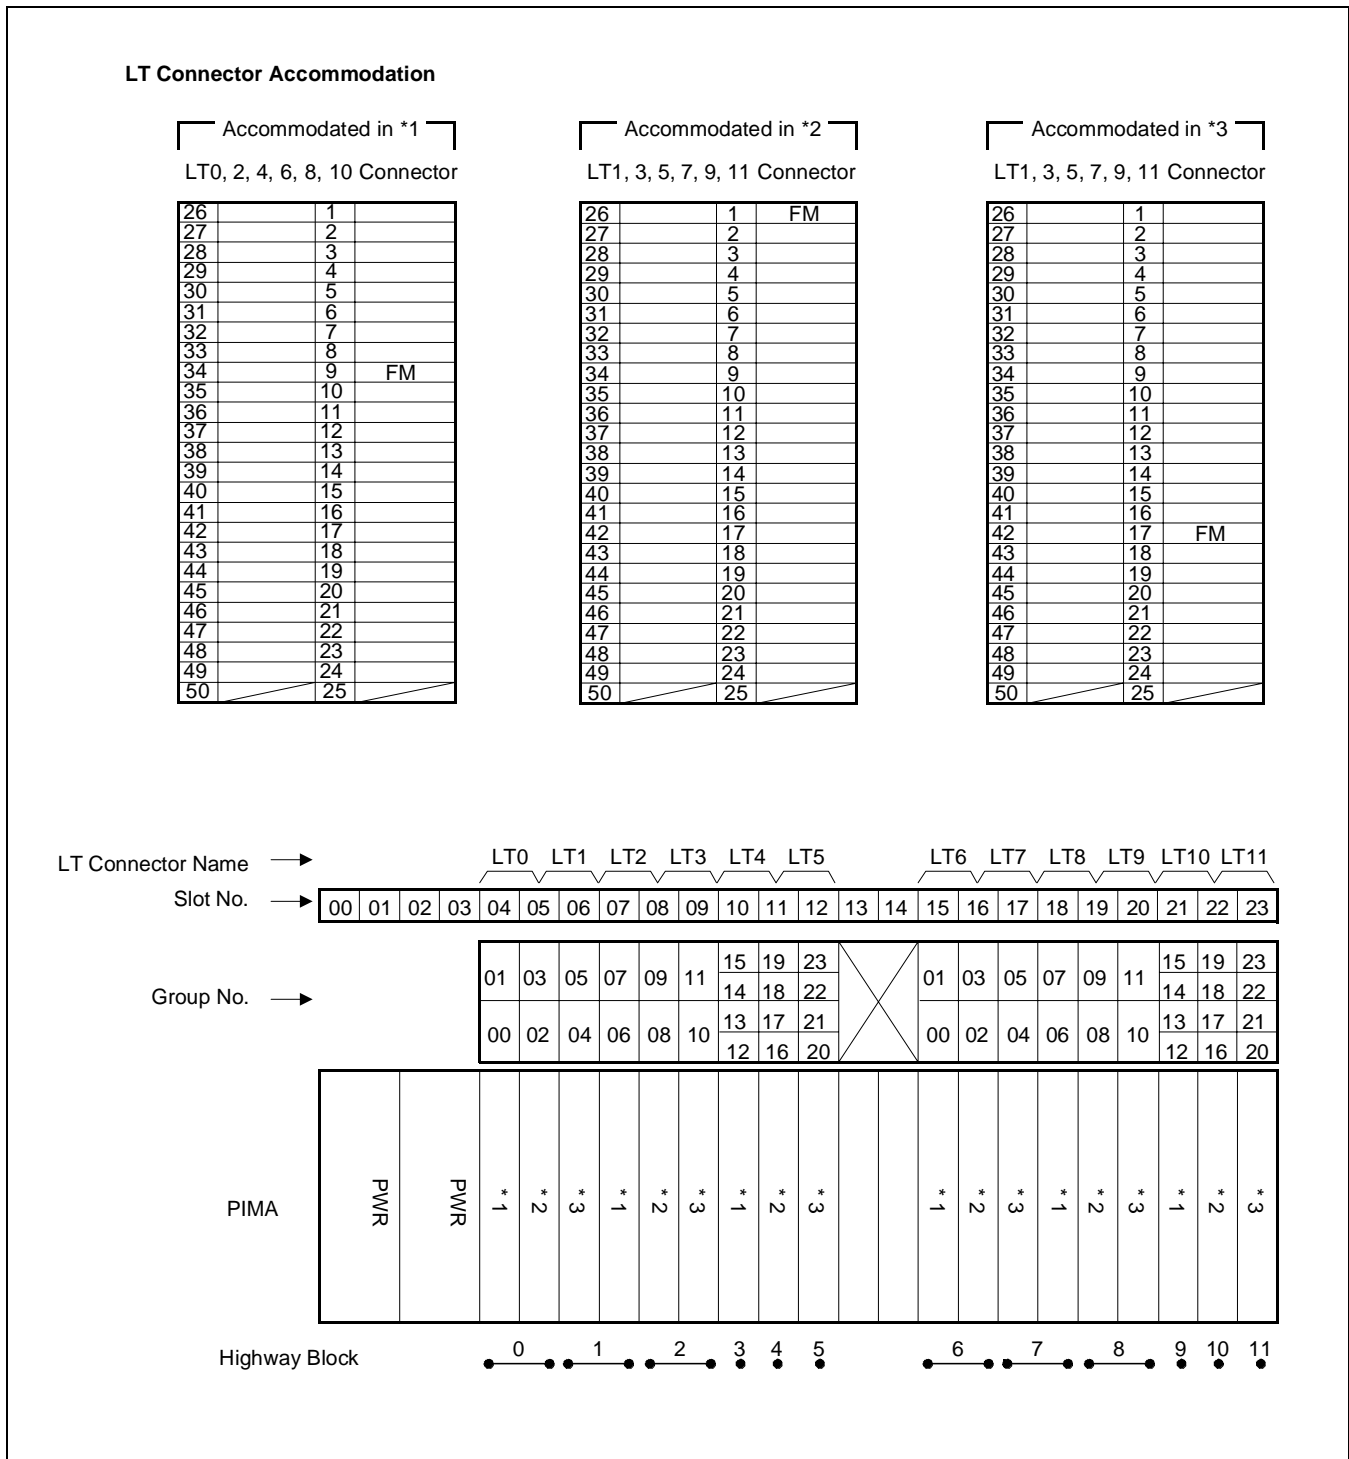 LT Connector Accommodation
Accommodated in *1 Accommodated in *2 Accommodated in *3
LT0, 2, 4, 6, 8, 10 Connector LT1, 3, 5, 7, 9, 11 Connector LT1, 3, 5, 7, 9, 11 Connector
26 1 26 1 FM 26 1
27 2 27 2 27 2
28 3 28 3 28 3
29 4 29 4 29 4
30 5 30 5 30 5
31 6 31 6 31 6
32 7 32 7 32 7
33 8 33 8 33 8
34 9 FM 34 9 34 9
35 10 35 10 35 10
36 11 36 11 36 11
37 12 37 12 37 12
38 13 38 13 38 13
39 14 39 14 39 14
40 15 40 15 40 15
41 16 41 16 41 16
42 17 42 17 42 17 FM
43 18 43 18 43 18
44 19 44 19 44 19
45 20 45 20 45 20
46 21 46 21 46 21
47 22 47 22 47 22
48 23 48 23 48 23
49 24 49 24 49 24
50 25 50 25 50 25
LT Connector Name LT0 LT1 LT2 LT3 LT4 LT5 LT6 LT7 LT8 LT9 LT10 LT11
Slot No. 00 01 02 03 04 05 06 07 08 09 10 11 12 13 14 15 16 17 18 19 20 21 22 23
Group No.
01 03 05 07 09 11 15 19 23 01 03 05 07 09 11 15 19 23
14 18 22 14 18 22
00 02 04 06 08 10 13 17 21 00 02 04 06 08 10 13 17 21
12 16 20 12 16 20
PIMA PWR PWR *1 *2 *3 *1 *2 *3 *1 *2 *3 *1 *2 *3 *1 *2 *3 *1 *2 *3
Highway Block 0 1 2 3 4 5 6 7 8 9 10 11